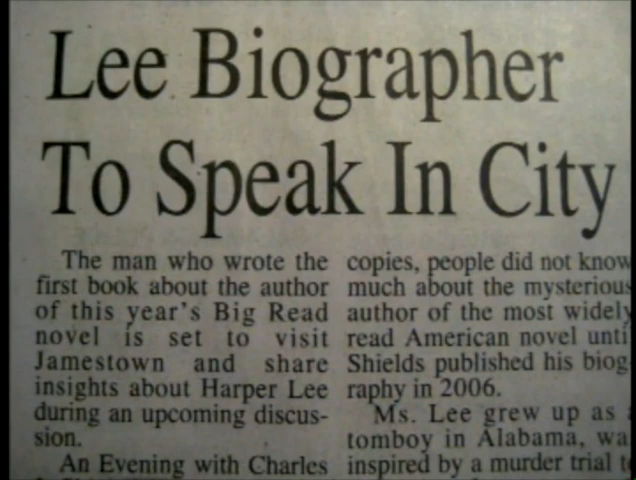 Lee Biographer
To Speak In City
The man who wrote the
first book about the author
of this year's Big Read
novel is set to visit
Jamestown and share
insights about Harper Lee
during an upcoming discus-
sion.
An Evening with Charles
copies, people did not know
much about the mysterious
author of the most widely
read American novel unti
Shields published his biog-
raphy in 2006.
Ms. Lee grew up as a
tomboy in Alabama, wa
inspired by a murder trial t